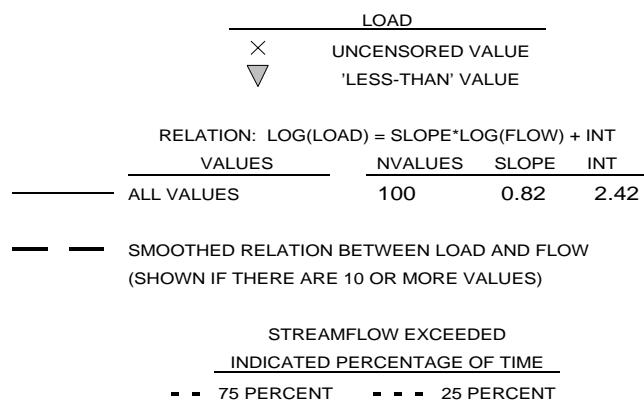 LOAD
UNCENSORED VALUE
'LESS-THAN' VALUE
RELATION: LOG(LOAD) = SLOPE*LOG(FLOW) + INT
VALUES NVALUES SLOPE INT
ALL VALUES 100 0.82 2.42
SMOOTHED RELATION BETWEEN LOAD AND FLOW
(SHOWN IF THERE ARE 10 OR MORE VALUES)
STREAMFLOW EXCEEDED
INDICATED PERCENTAGE OF TIME
75 PERCENT 25 PERCENT